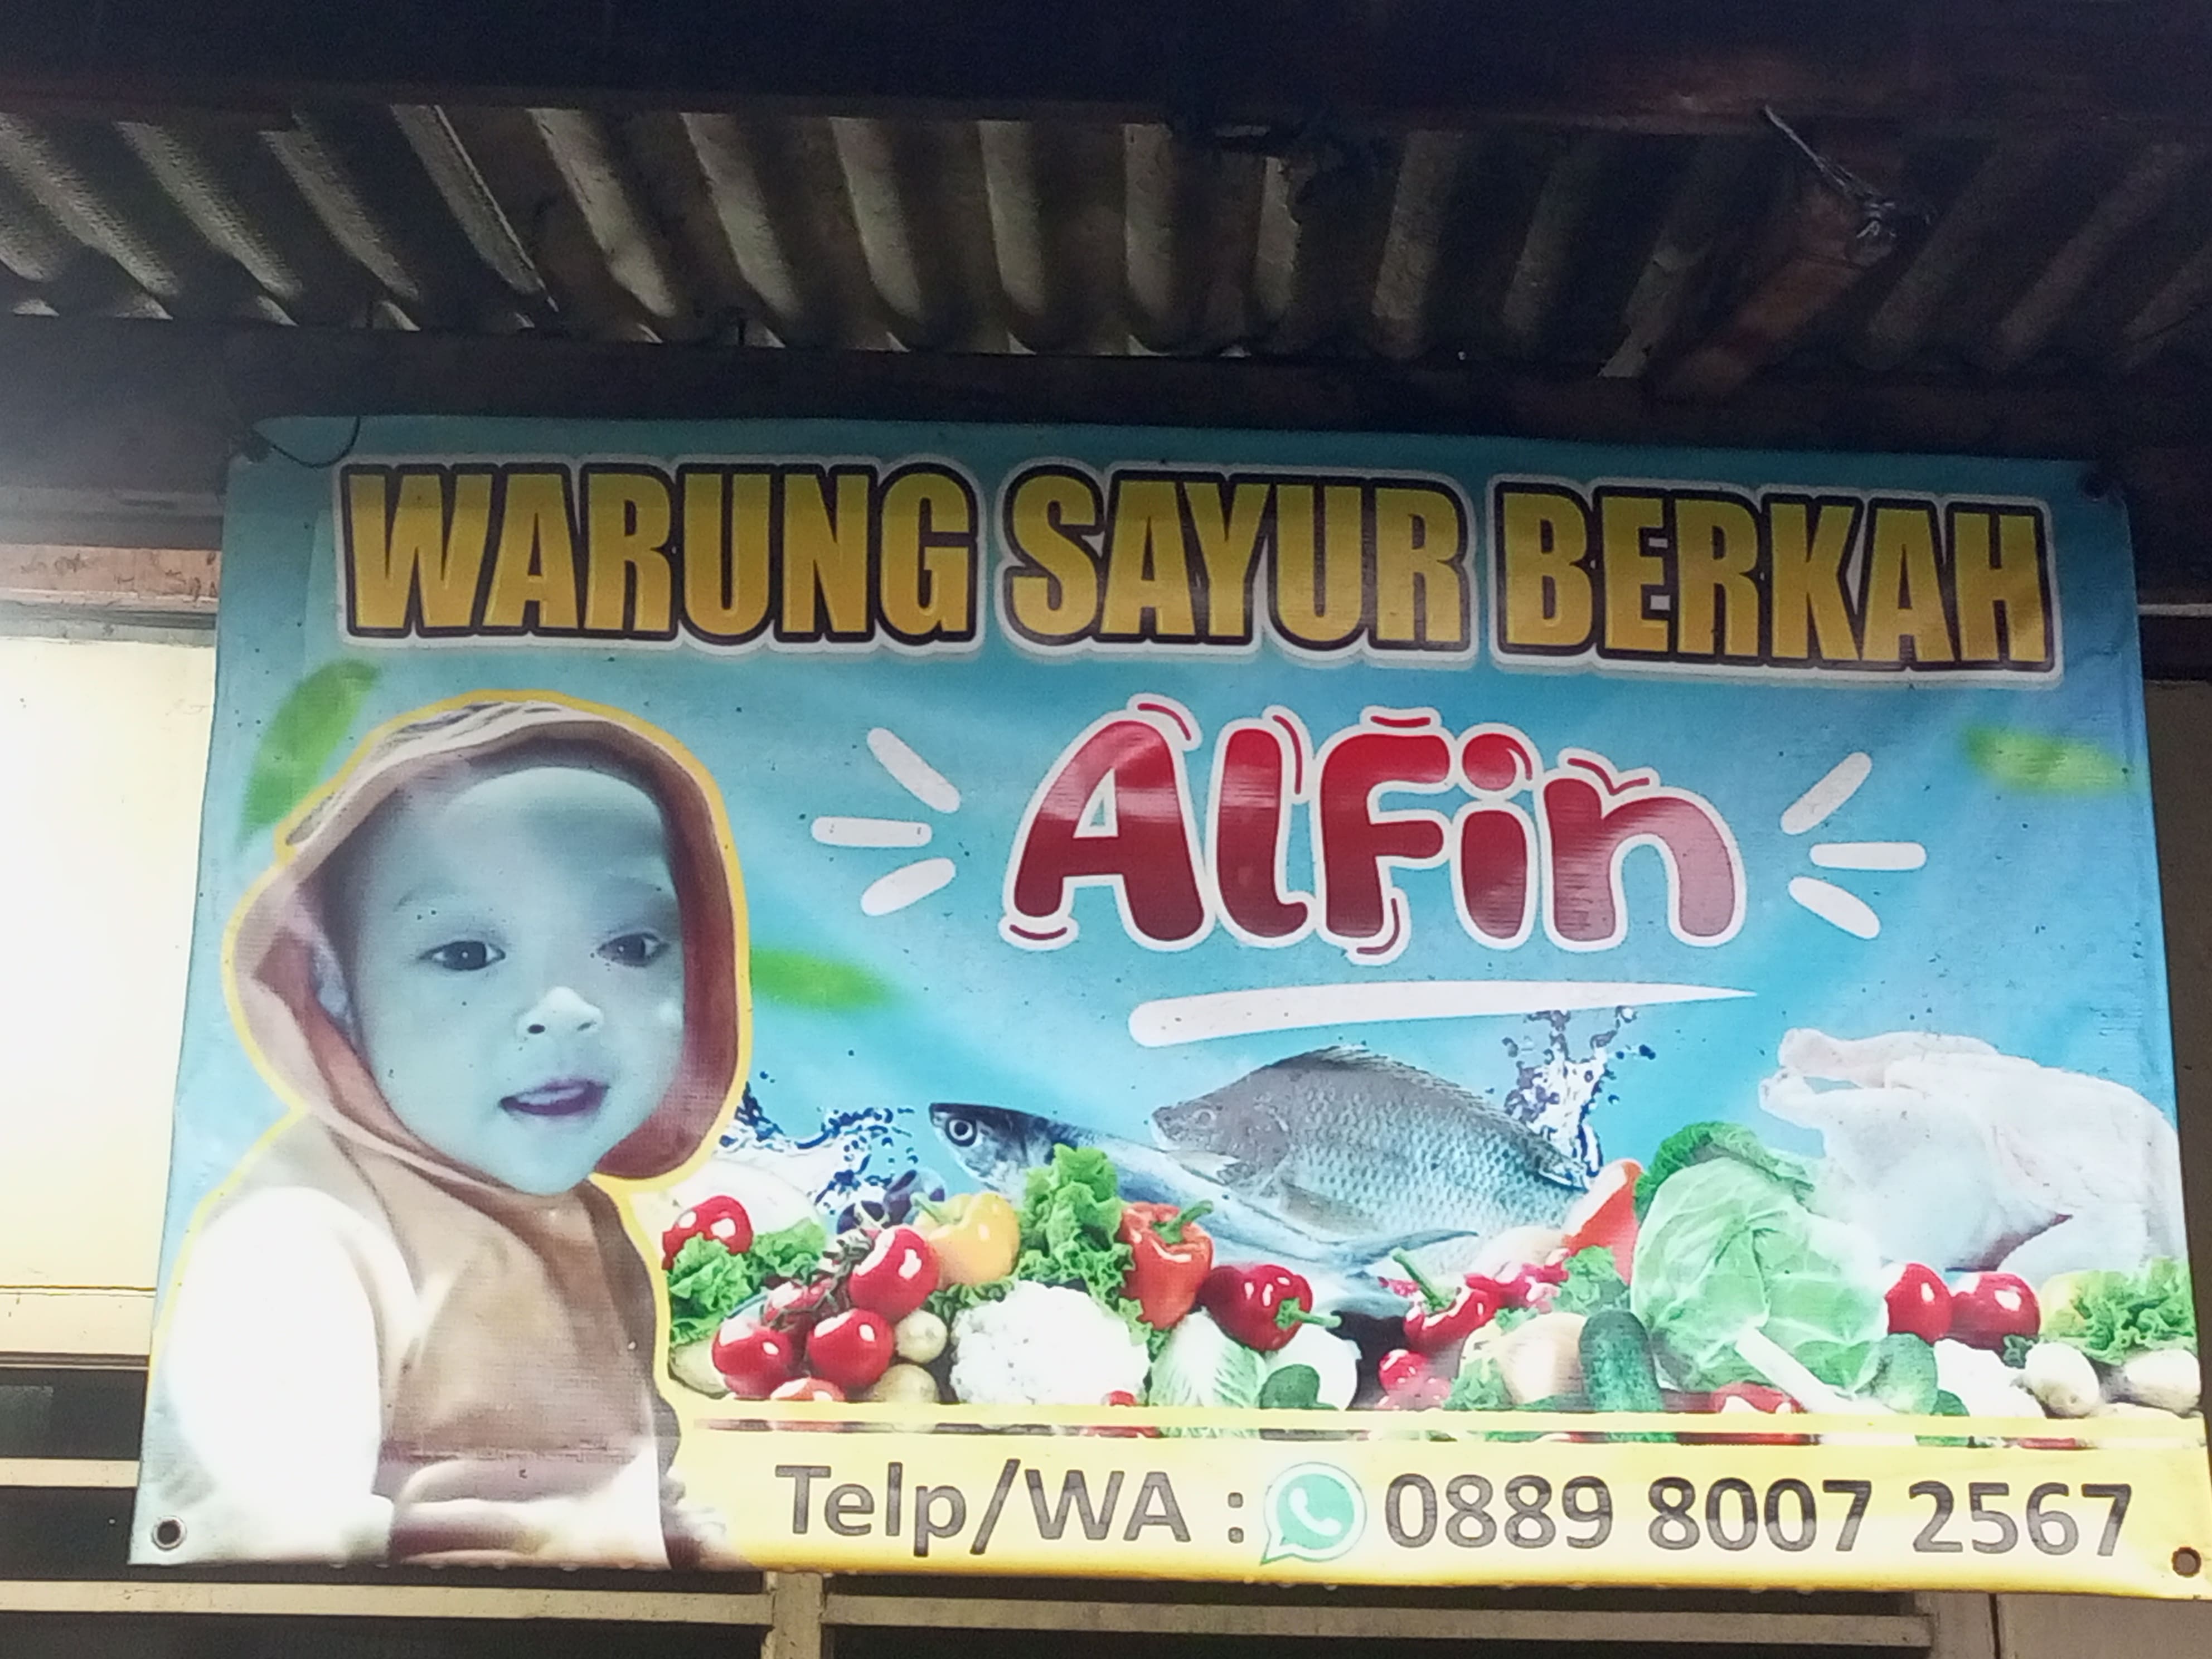 WARUNG SAYUR BERKAH
Alfin
Telp/WA : 0889 8007 2567